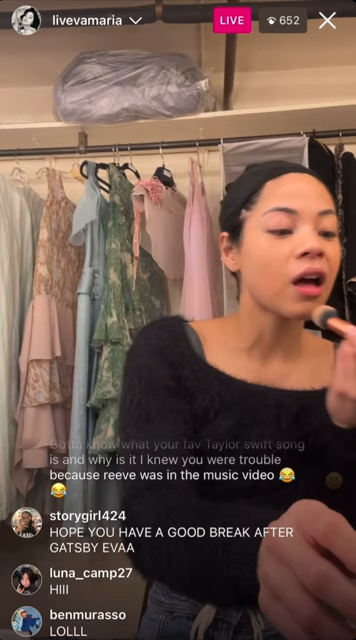 livevamaria
LIVE
652
Gotta know what your fav Taylor swift song
is and why is it I knew you were trouble
because reeve was in the music video 😂
😂
storygirl424
HOPE YOU HAVE A GOOD BREAK AFTER
GATSBY EVAA
luna_camp27
HIII
benmurasso
LOLLL